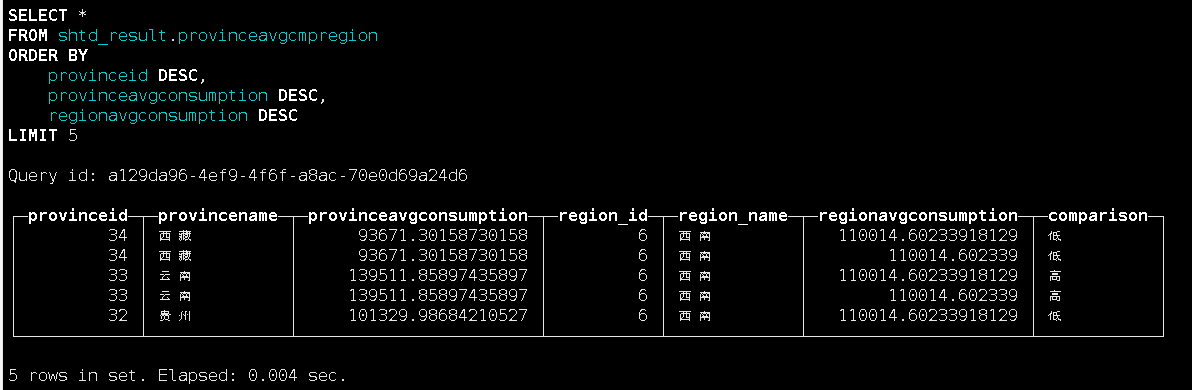 SELECT *
FROM shtd_result.provinceavgcmpregion
ORDER BY
    provinceid DESC,
    provinceavgconsumption DESC,
    regionavgconsumption DESC
LIMIT 5
Query id: a129da96-4ef9-4f6f-a8ac-70e0d69a24d6
provinceid provincename provinceavgconsumption region_id region_name regionavgconsumption comparison
34 西藏 93671.30158730158 6 西南 110014.60233918129 低
34 西藏 93671.30158730158 6 西南 110014.602339 低
33 云南 139511.85897435897 6 西南 110014.60233918129 高
33 云南 139511.85897435897 6 西南 110014.602339 高
32 贵州 101329.98684210527 6 西南 110014.60233918129 低
5 rows in set. Elapsed: 0.004 sec.